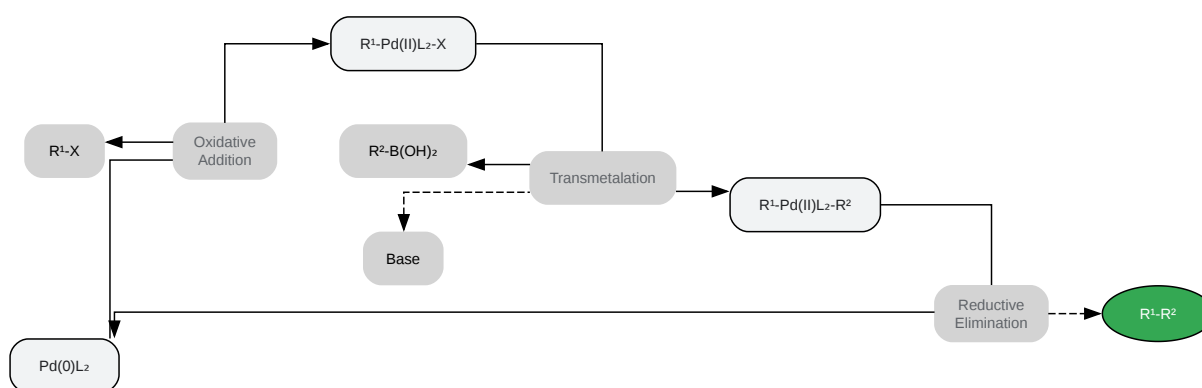 R¹-Pd(II)L₂-X
R¹-X
Oxidative
Addition
R²-B(OH)₂
Transmetalation
R¹-Pd(II)L₂-R²
Base
Reductive
Elimination
R¹-R²
Pd(0)L₂